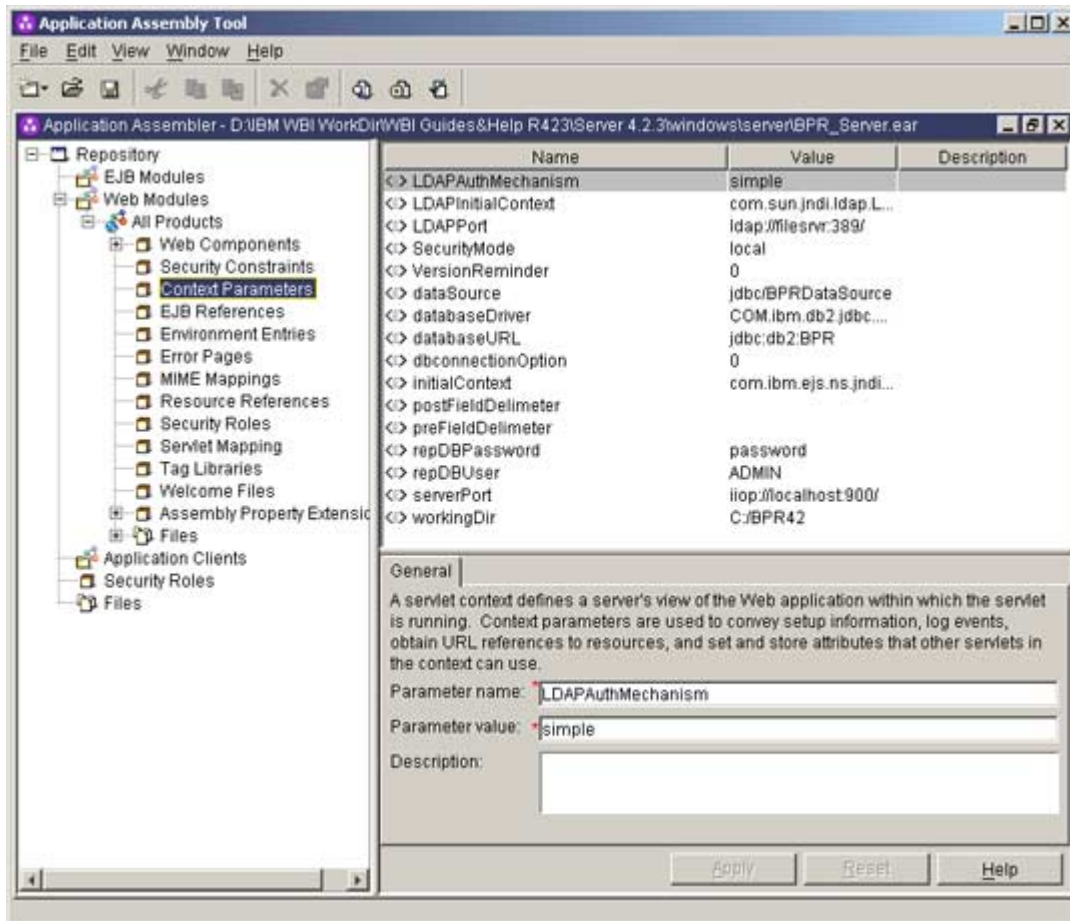 Application Assembly Tool
File Edit View Window Help
Application Assembler - D:\IBM WBI WorkDir\WBI Guides&Help R423\Server 4.2.3\windows\server\BPR_Server.ear
Repository
EJB Modules
Web Modules
All Products
Web Components
Security Constraints
Context Parameters
EJB References
Environment Entries
Error Pages
MIME Mappings
Resource References
Security Roles
Servlet Mapping
Tag Libraries
Welcome Files
Assembly Property Extensio
Files
Application Clients
Security Roles
Files
Name Value Description
LDAPAuthMechanism simple
LDAPInitialContext com.sun.jndi.ldap.L...
LDAPPort ldap://filesrvr:389/
SecurityMode local
VersionReminder 0
dataSource jdbc/BPRDataSource
databaseDriver COM.ibm.db2.jdbc....
databaseURL jdbc:db2:BPR
dbconnectionOption 0
initialContext com.ibm.ejs.ns.jndi...
postFieldDelimeter
preFieldDelimeter
repDBPassword password
repDBUser ADMIN
serverPort iiop://localhost:900/
workingDir C:/BPR42
General
A servlet context defines a server's view of the Web application within which the servlet
is running. Context parameters are used to convey setup information, log events,
obtain URL references to resources, and set and store attributes that other servlets in
the context can use.
Parameter name: *LDAPAuthMechanism
Parameter value: *simple
Description:
Apply Reset Help